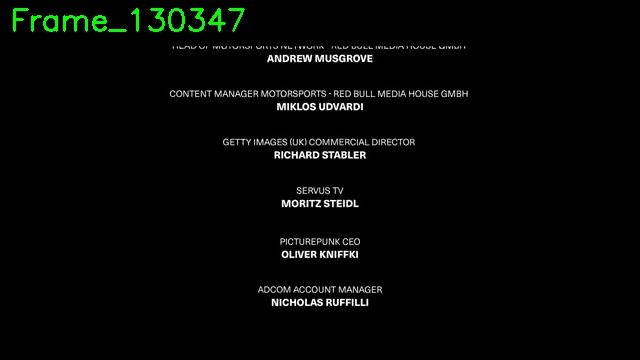 Frame_130347
HEAD OF MOTORSPORTS NETWORK - RED BULL MEDIA HOUSE GMBH
ANDREW MUSGROVE
CONTENT MANAGER MOTORSPORTS - RED BULL MEDIA HOUSE GMBH
MIKLOS UDVARDI
GETTY IMAGES (UK) COMMERCIAL DIRECTOR
RICHARD STABLER
SERVUS TV
MORITZ STEIDL
PICTUREPUNK CEO
OLIVER KNIFFKI
ADCOM ACCOUNT MANAGER
NICHOLAS RUFFILLI